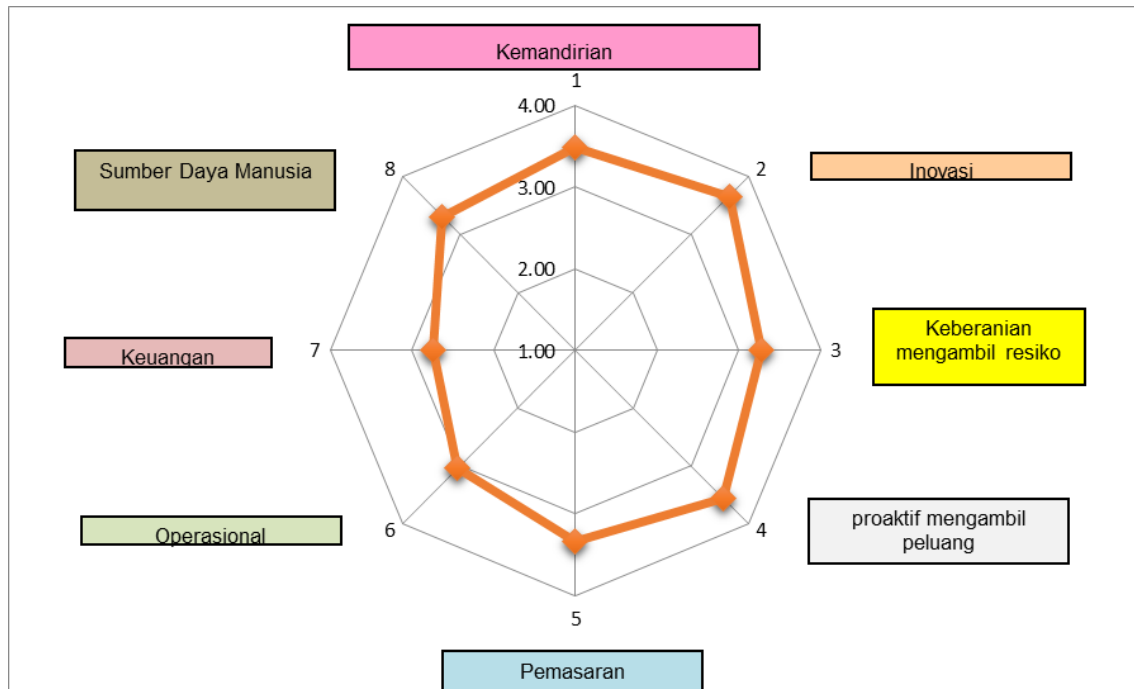 Kemandirian
1
4.00
Sumber Daya Manusia
8
2
Inovasi
3.00
2.00
Keuangan
7
1.00
3
Keberanian
mengambil resiko
Operasional
6
4
proaktif mengambil
peluang
5
Pemasaran